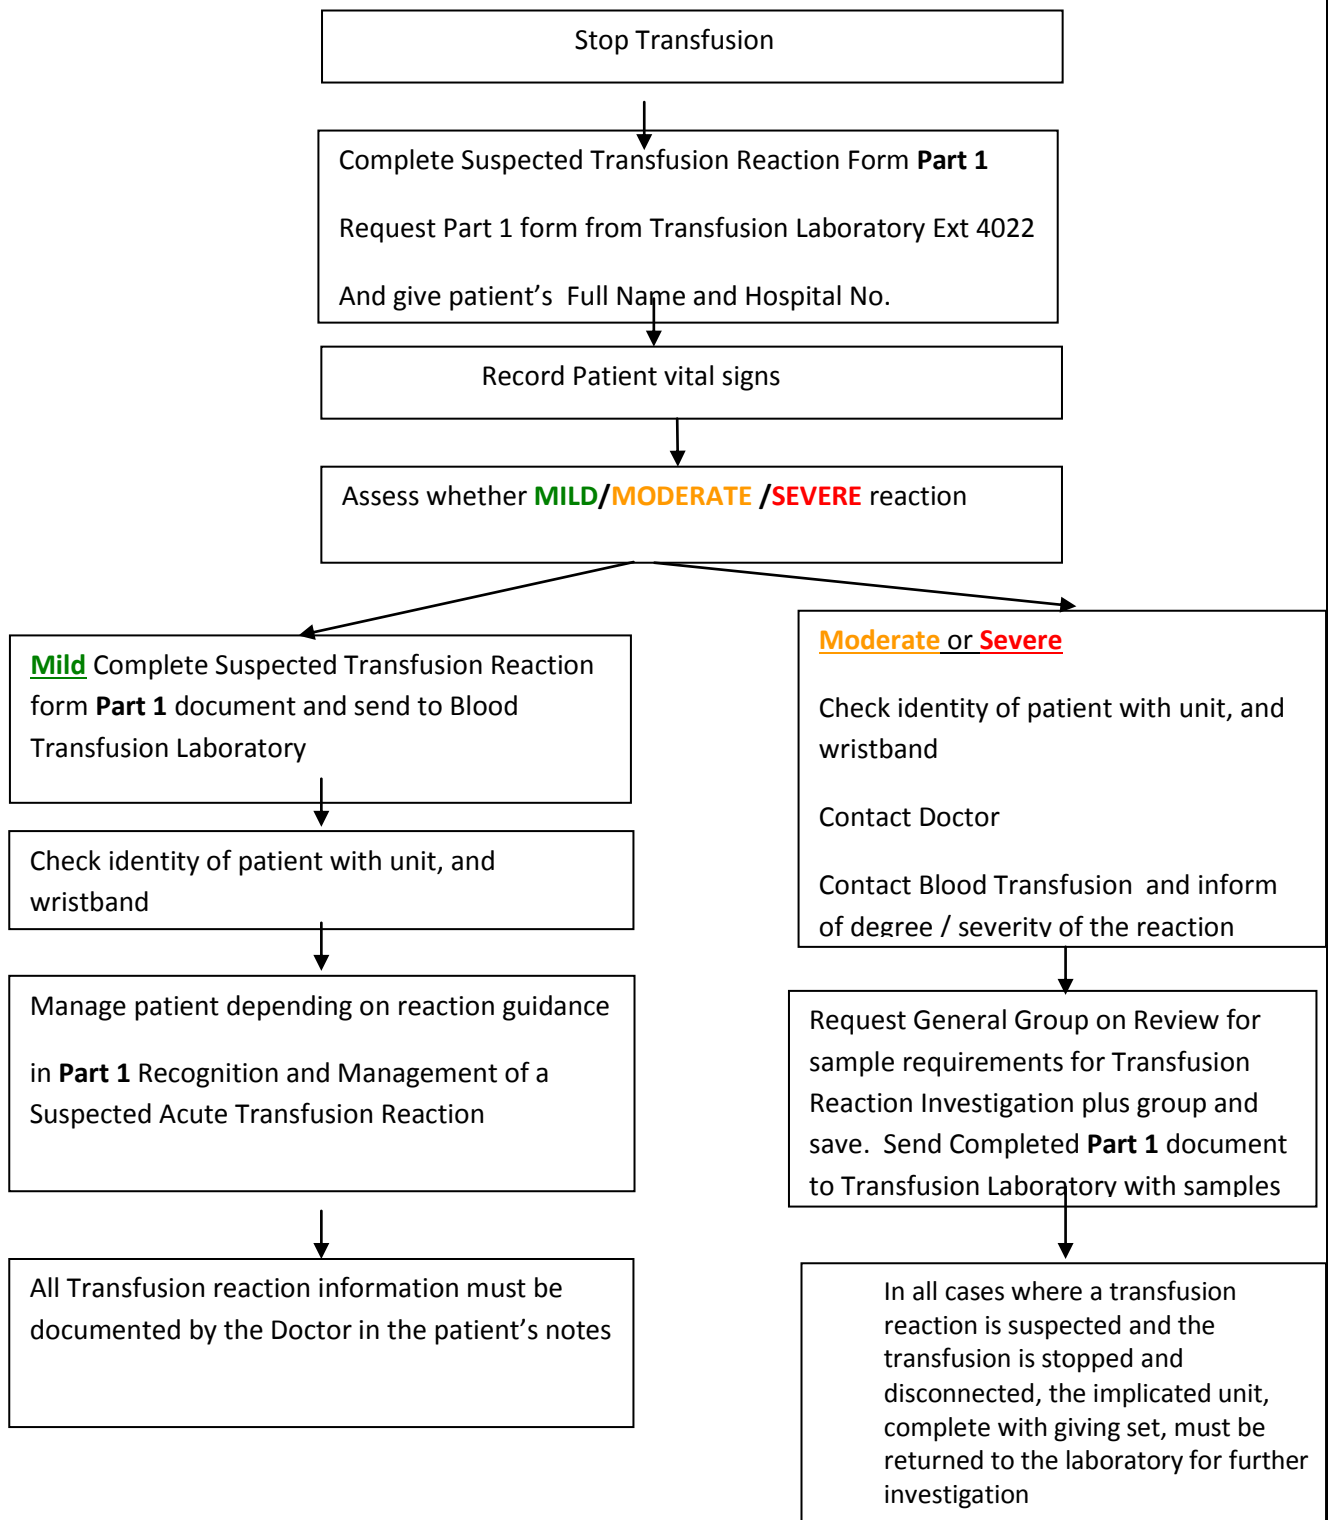 Stop Transfusion
Complete Suspected Transfusion Reaction Form Part 1
Request Part 1 form from Transfusion Laboratory Ext 4022
And give patient’s  Full Name and Hospital No.
Record Patient vital signs
Assess whether MILD/MODERATE /SEVERE reaction
Mild Complete Suspected Transfusion Reaction
form Part 1 document and send to Blood
Transfusion Laboratory
Check identity of patient with unit, and
wristband
Manage patient depending on reaction guidance
in Part 1 Recognition and Management of a
Suspected Acute Transfusion Reaction
All Transfusion reaction information must be
documented by the Doctor in the patient’s notes
Moderate or Severe
Check identity of patient with unit, and
wristband
Contact Doctor
Contact Blood Transfusion  and inform
of degree / severity of the reaction
Request General Group on Review for
sample requirements for Transfusion
Reaction Investigation plus group and
save.  Send Completed Part 1 document
to Transfusion Laboratory with samples
In all cases where a transfusion
reaction is suspected and the
transfusion is stopped and
disconnected, the implicated unit,
complete with giving set, must be
returned to the laboratory for further
investigation